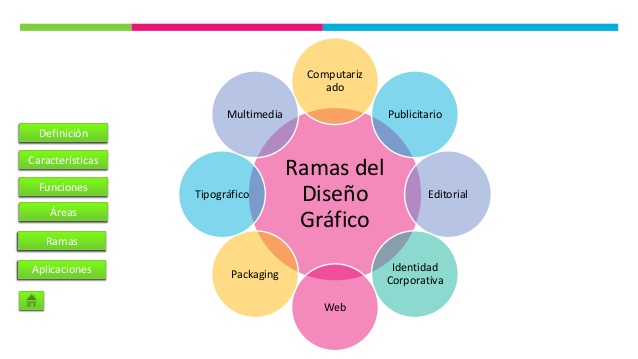 Definición
Características
Funciones
Áreas
Ramas
Aplicaciones
Ramas del
Diseño
Gráfico
Computariz
ado
Publicitario
Editorial
Identidad
Corporativa
Web
Packaging
Tipográfico
Multimedia